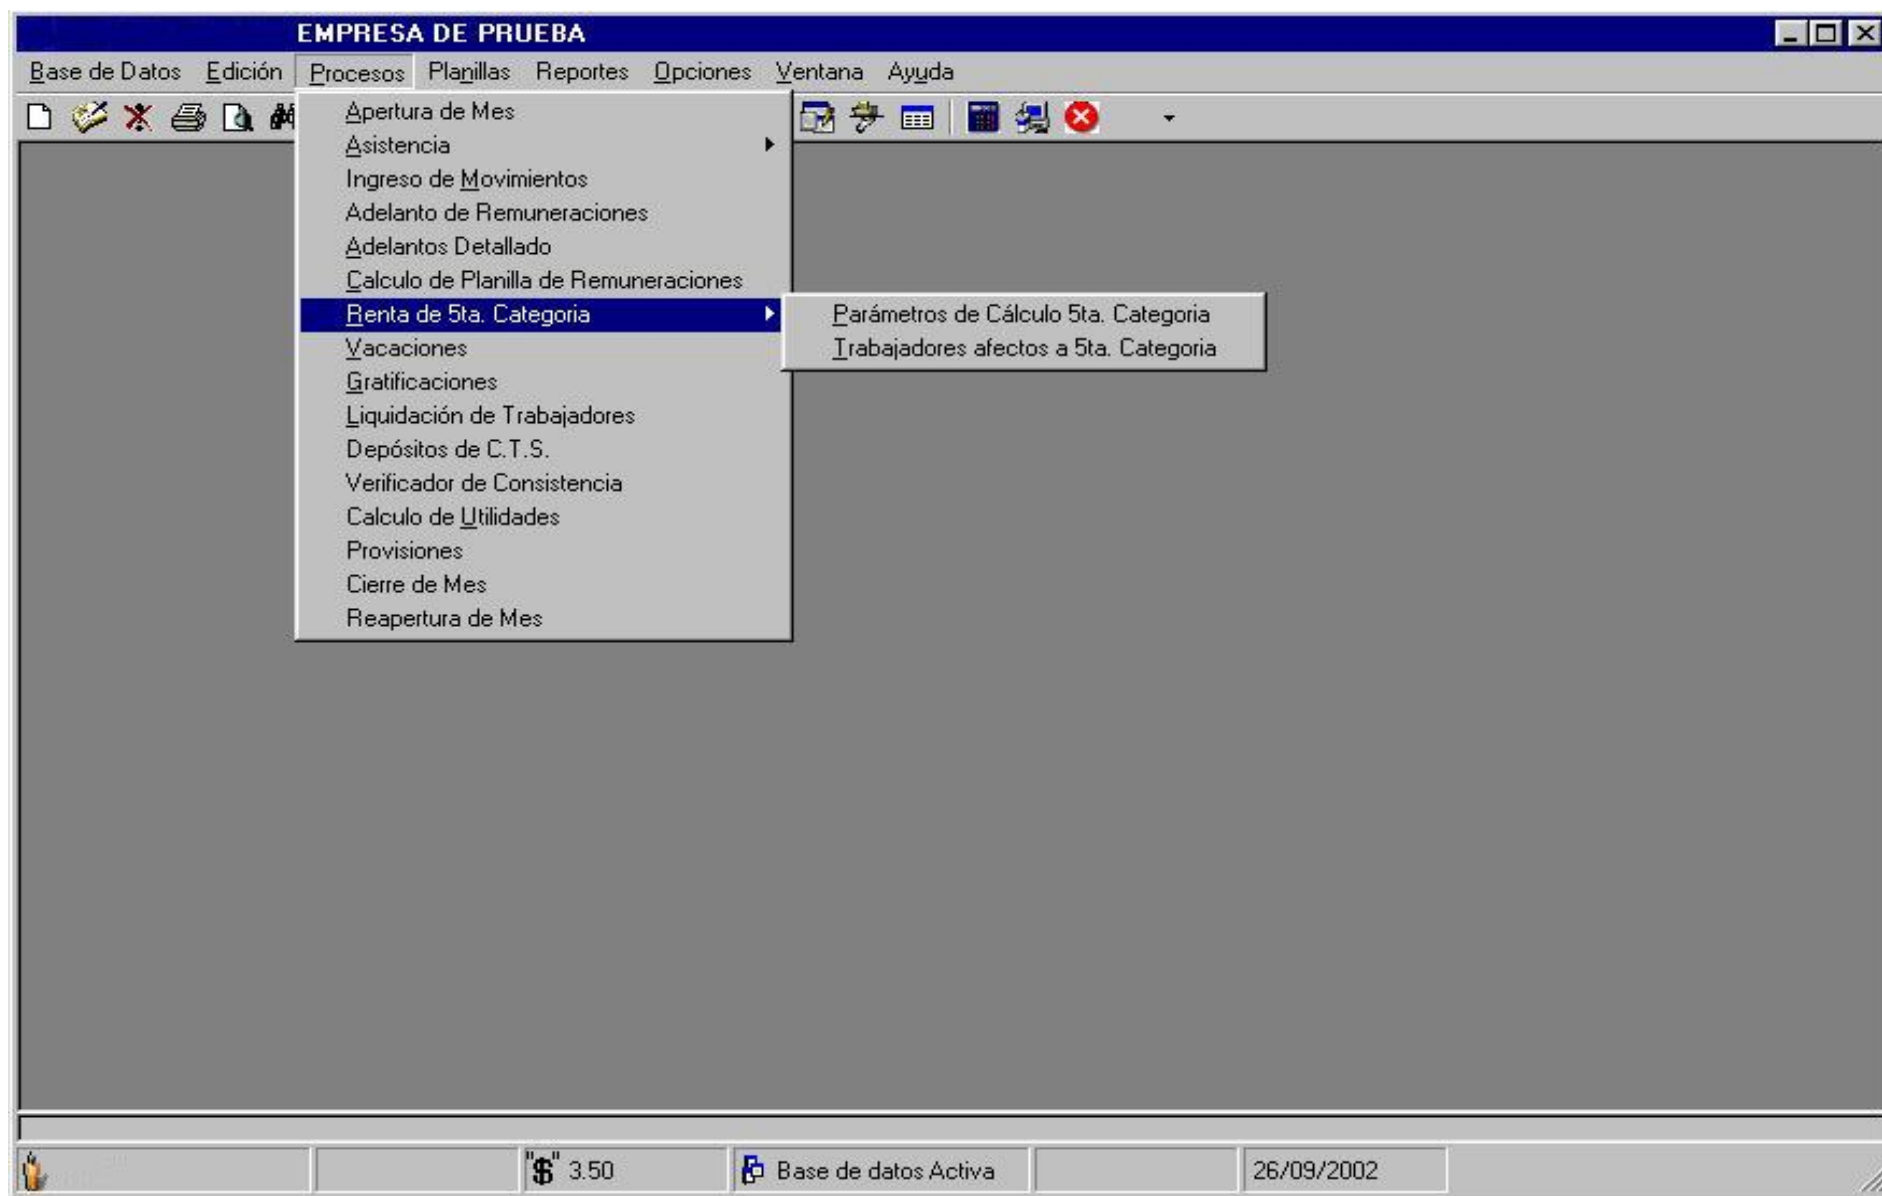 EMPRESA DE PRUEBA
Base de Datos Edición Procesos Planillas Reportes Opciones Ventana Ayuda
Apertura de Mes
Asistencia
Ingreso de Movimientos
Adelanto de Remuneraciones
Adelantos Detallado
Calculo de Planilla de Remuneraciones
Renta de 5ta. Categoria
Parámetros de Cálculo 5ta. Categoria
Trabajadores afectos a 5ta. Categoria
Vacaciones
Gratificaciones
Liquidación de Trabajadores
Depósitos de C.T.S.
Verificador de Consistencia
Calculo de Utilidades
Provisiones
Cierre de Mes
Reapertura de Mes
"$" 3.50 Base de datos Activa 26/09/2002